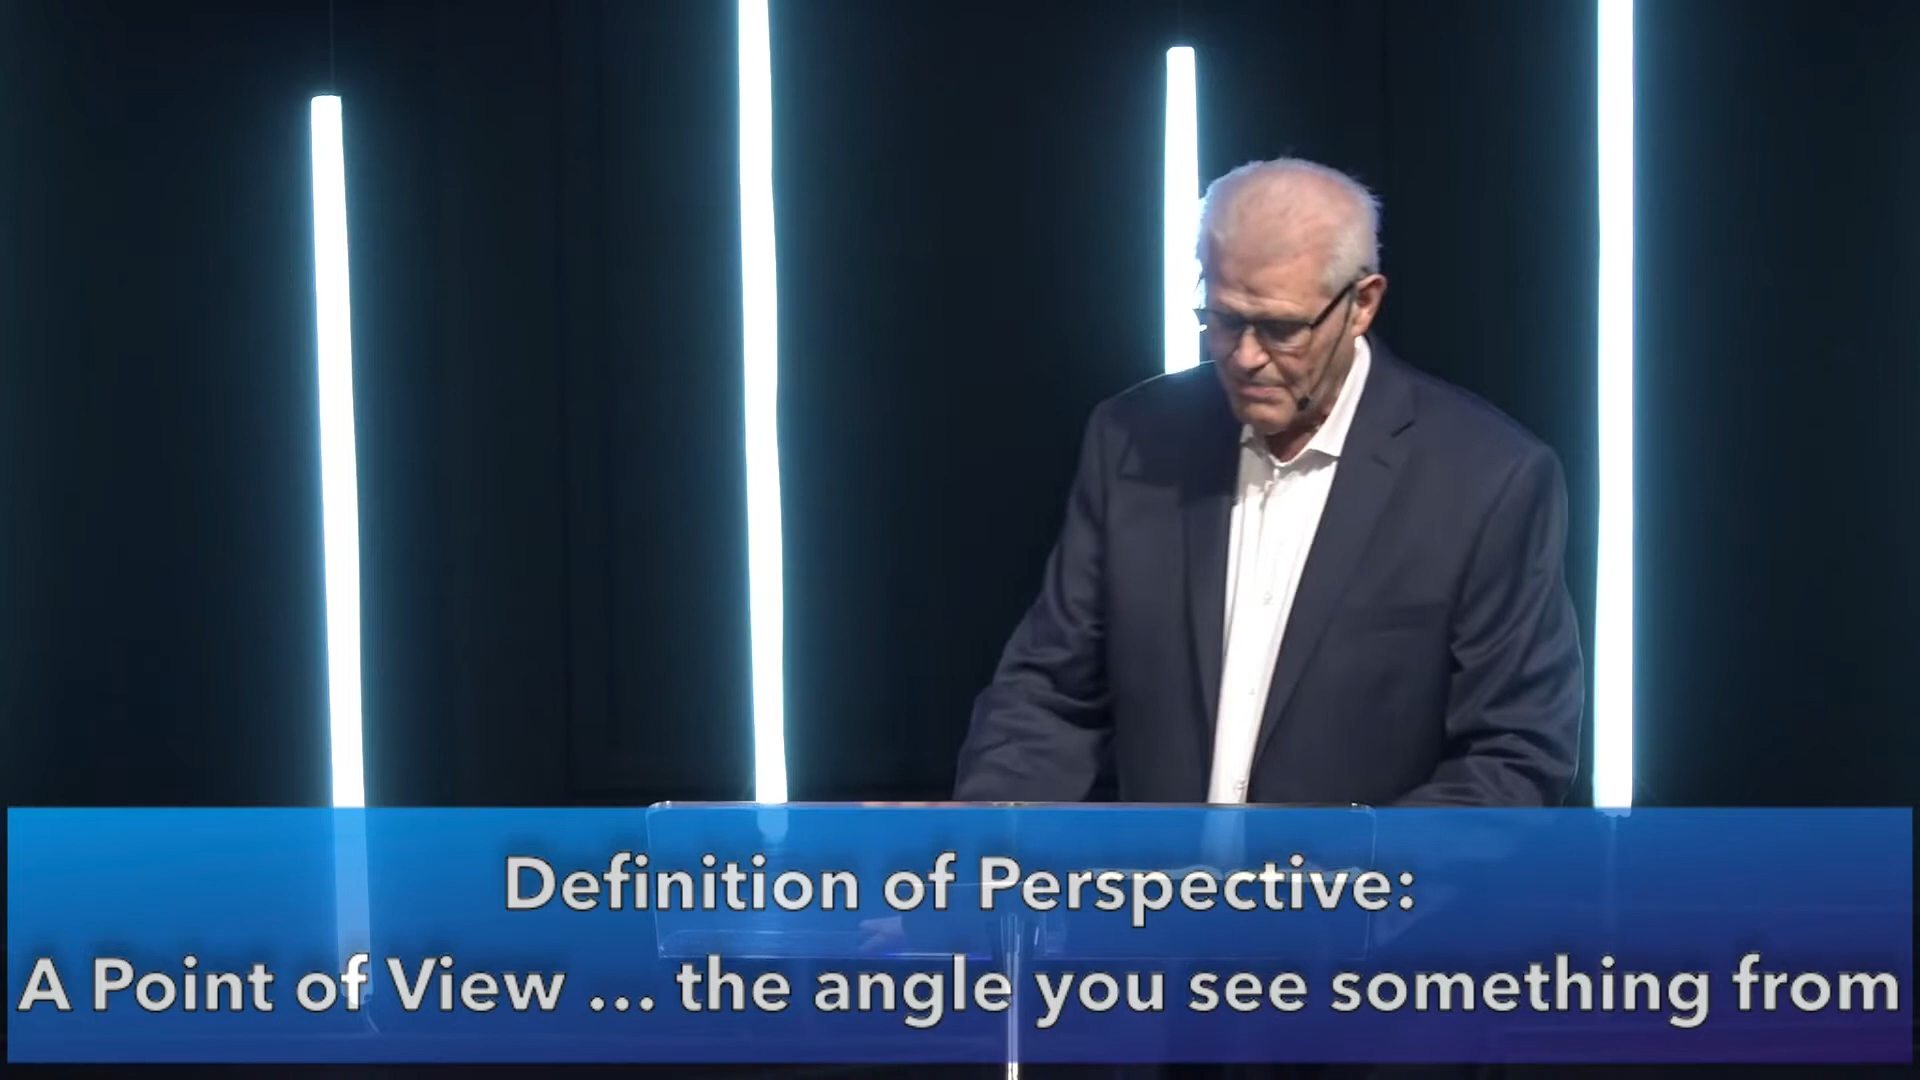 Definition of Perspective:
A Point of View ... the angle you see something from